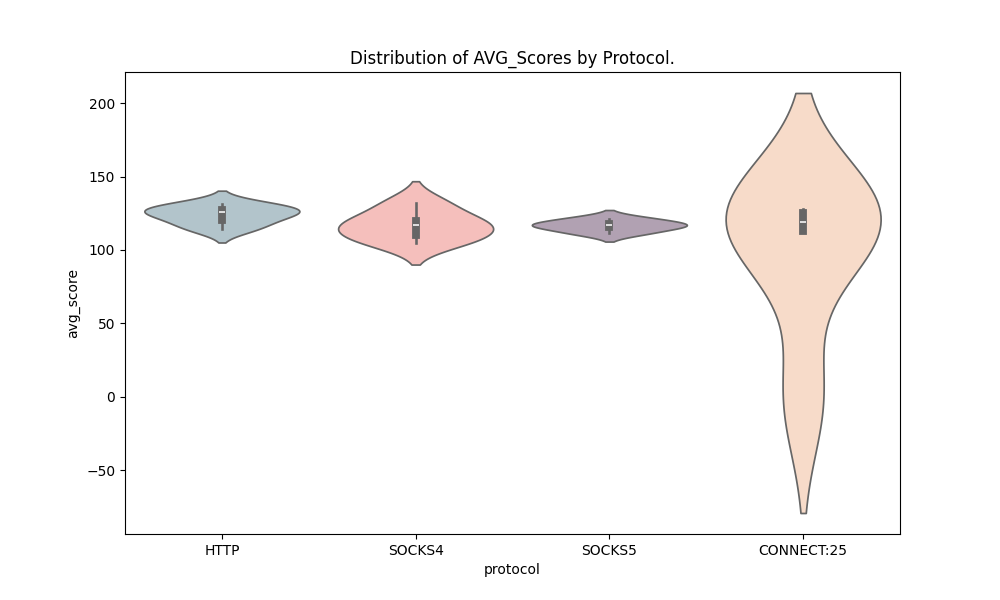 Distribution of AVG_Scores by Protocol.
200
150
100
50
0
−50
avg_score
HTTP SOCKS4 SOCKS5 CONNECT:25
protocol